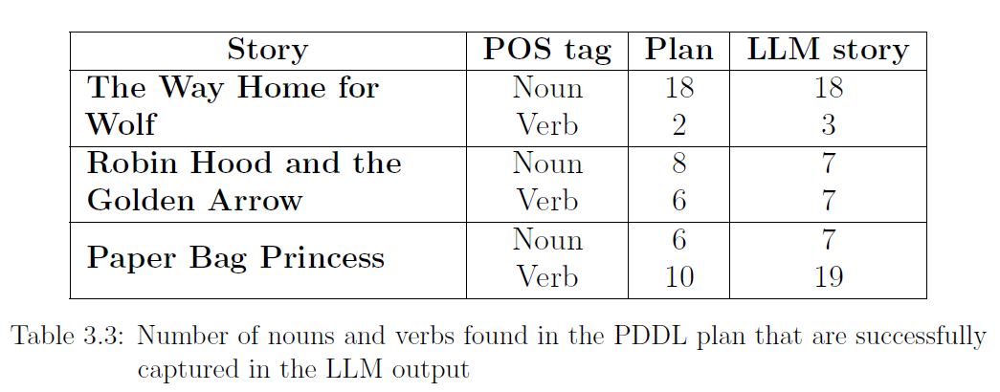 Story POS tag Plan LLM story
The Way Home for Noun 18 18
Wolf Verb 2 3
Robin Hood and the Noun 8 7
Golden Arrow Verb 6 7
Noun 6 7
Paper Bag Princess
Verb 10 19
Table 3.3: Number of nouns and verbs found in the PDDL plan that are successfully
captured in the LLM output